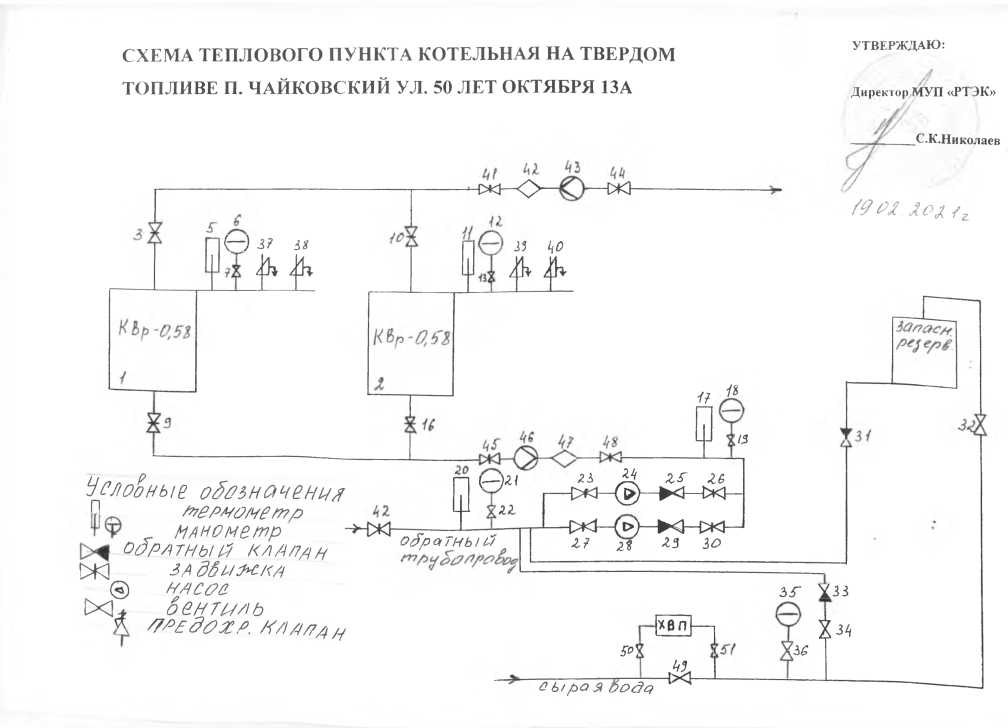 СХЕМА ТЕПЛОВОГО ПУНКТА КОТЕЛЬНАЯ НА ТВЕРДОМ
ТОПЛИВЕ П. ЧАЙКОВСКИЙ УЛ. 50 ЛЕТ ОКТЯБРЯ 13А
УТВЕРЖДАЮ:
Директор МУП «РТЭК»
С.К.Николаев
19 02 2021г
41 42 43 44
3 5 6 37 38
7
10 11 12 39 40
13
КВр-0,58
1
КВр-0,58
2
Запасн.
резерв.
9
16
17 18
19
31
32
45 46 47 48
20 21
22
23 24 25 26
42
27 28 29 30
обратный
трубопровод
Условные обозначения
термометр
манометр
обратный клапан
задвижка
насос
вентиль
предохр. клапан
33
34
35
36
ХВП
50 51
49
сырая вода